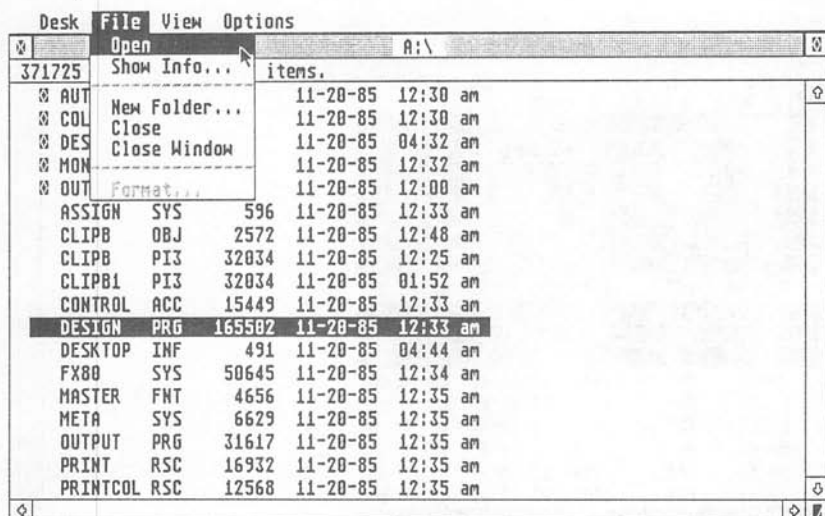 Desk File View Options
A:\
Open
371725 items.
Show Info...
AUT 11-20-85 12:30 am
New Folder...
COL 11-20-85 12:30 am
Close
DES 11-20-85 04:32 am
Close Window
MON 11-20-85 12:32 am
OUT 11-20-85 12:00 am
Format...
ASSIGN SYS 596 11-20-85 12:33 am
CLIPB OBJ 2572 11-20-85 12:48 am
CLIPB PI3 32034 11-20-85 12:25 am
CLIPB1 PI3 32034 11-20-85 01:52 am
CONTROL ACC 15449 11-20-85 12:33 am
DESIGN PRG 165502 11-20-85 12:33 am
DESKTOP INF 491 11-20-85 04:44 am
FX80 SYS 50645 11-20-85 12:34 am
MASTER FNT 4656 11-20-85 12:35 am
META SYS 6629 11-20-85 12:35 am
OUTPUT PRG 31617 11-20-85 12:35 am
PRINT RSC 16932 11-20-85 12:35 am
PRINTCOL RSC 12568 11-20-85 12:35 am